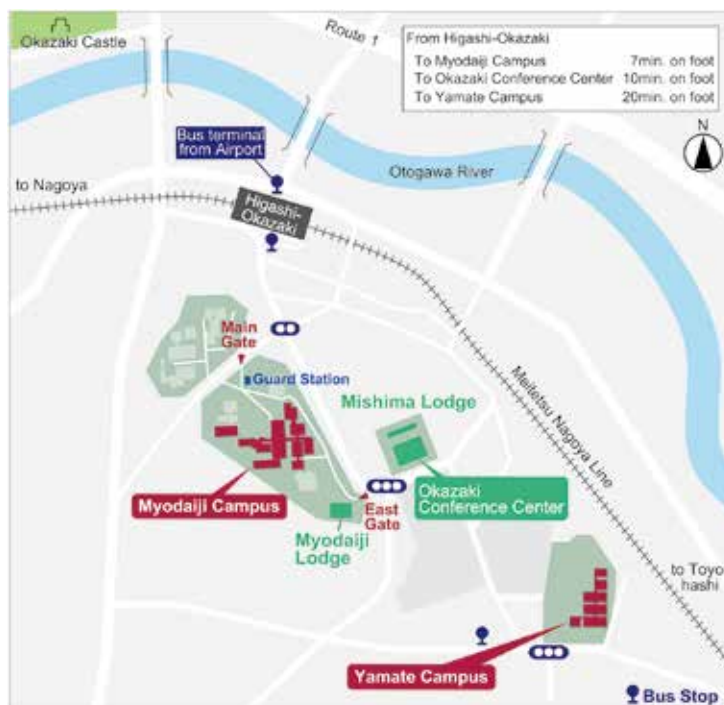 Okazaki Castle
Route 1
From Higashi-Okazaki
To Myodaiji Campus 7min. on foot
To Okazaki Conference Center 10min. on foot
To Yamate Campus 20min. on foot
N
Bus terminal
from Airport
Otogawa River
to Nagoya
Higashi-
Okazaki
Main
Gate
Guard Station
Meitetsu Nagoya Line
Mishima Lodge
Okazaki
Conference Center
Myodaiji Campus
East
Gate
Myodaiji
Lodge
to Toyo
hashi
Yamate Campus
Bus Stop